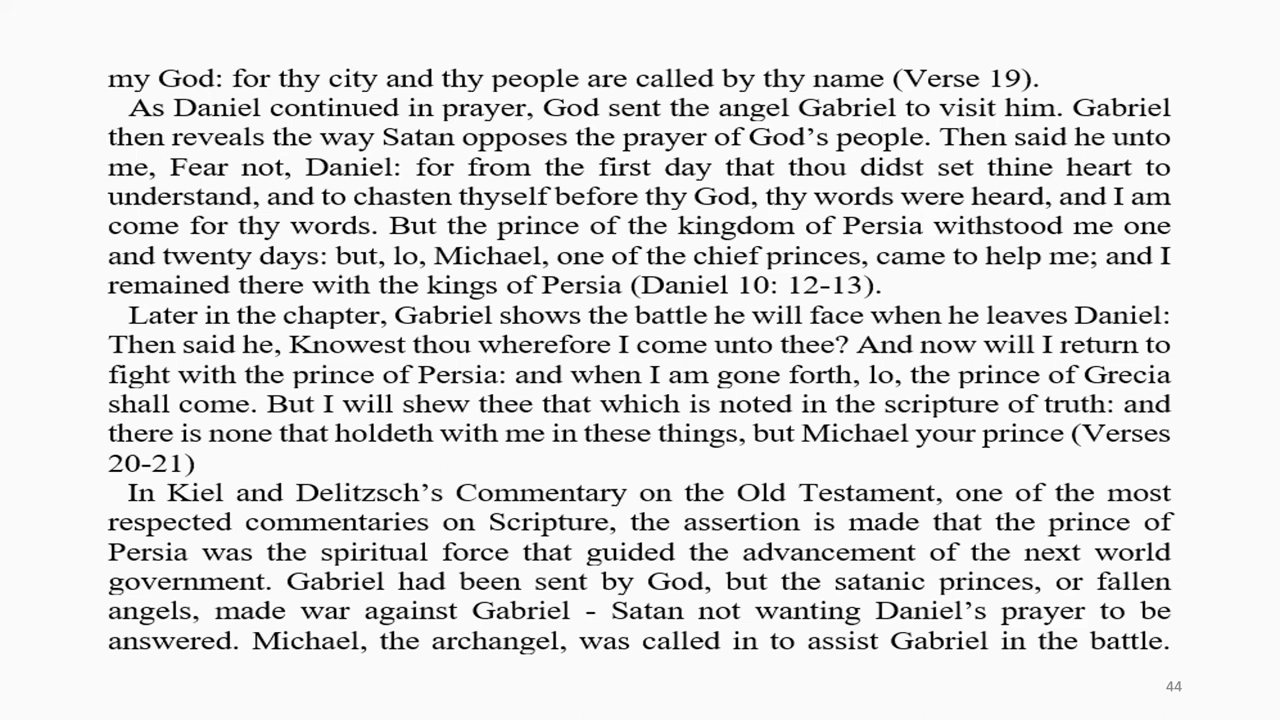 my God: for thy city and thy people are called by thy name (Verse 19).
As Daniel continued in prayer, God sent the angel Gabriel to visit him. Gabriel
then reveals the way Satan opposes the prayer of God’s people. Then said he unto
me, Fear not, Daniel: for from the first day that thou didst set thine heart to
understand, and to chasten thyself before thy God, thy words were heard, and I am
come for thy words. But the prince of the kingdom of Persia withstood me one
and twenty days: but, lo, Michael, one of the chief princes, came to help me; and I
remained there with the kings of Persia (Daniel 10: 12-13).
Later in the chapter, Gabriel shows the battle he will face when he leaves Daniel:
Then said he, Knowest thou wherefore I come unto thee? And now will I return to
fight with the prince of Persia: and when I am gone forth, lo, the prince of Grecia
shall come. But I will shew thee that which is noted in the scripture of truth: and
there is none that holdeth with me in these things, but Michael your prince (Verses
20-21)
In Kiel and Delitzsch’s Commentary on the Old Testament, one of the most
respected commentaries on Scripture, the assertion is made that the prince of
Persia was the spiritual force that guided the advancement of the next world
government. Gabriel had been sent by God, but the satanic princes, or fallen
angels, made war against Gabriel - Satan not wanting Daniel’s prayer to be
answered. Michael, the archangel, was called in to assist Gabriel in the battle.
44